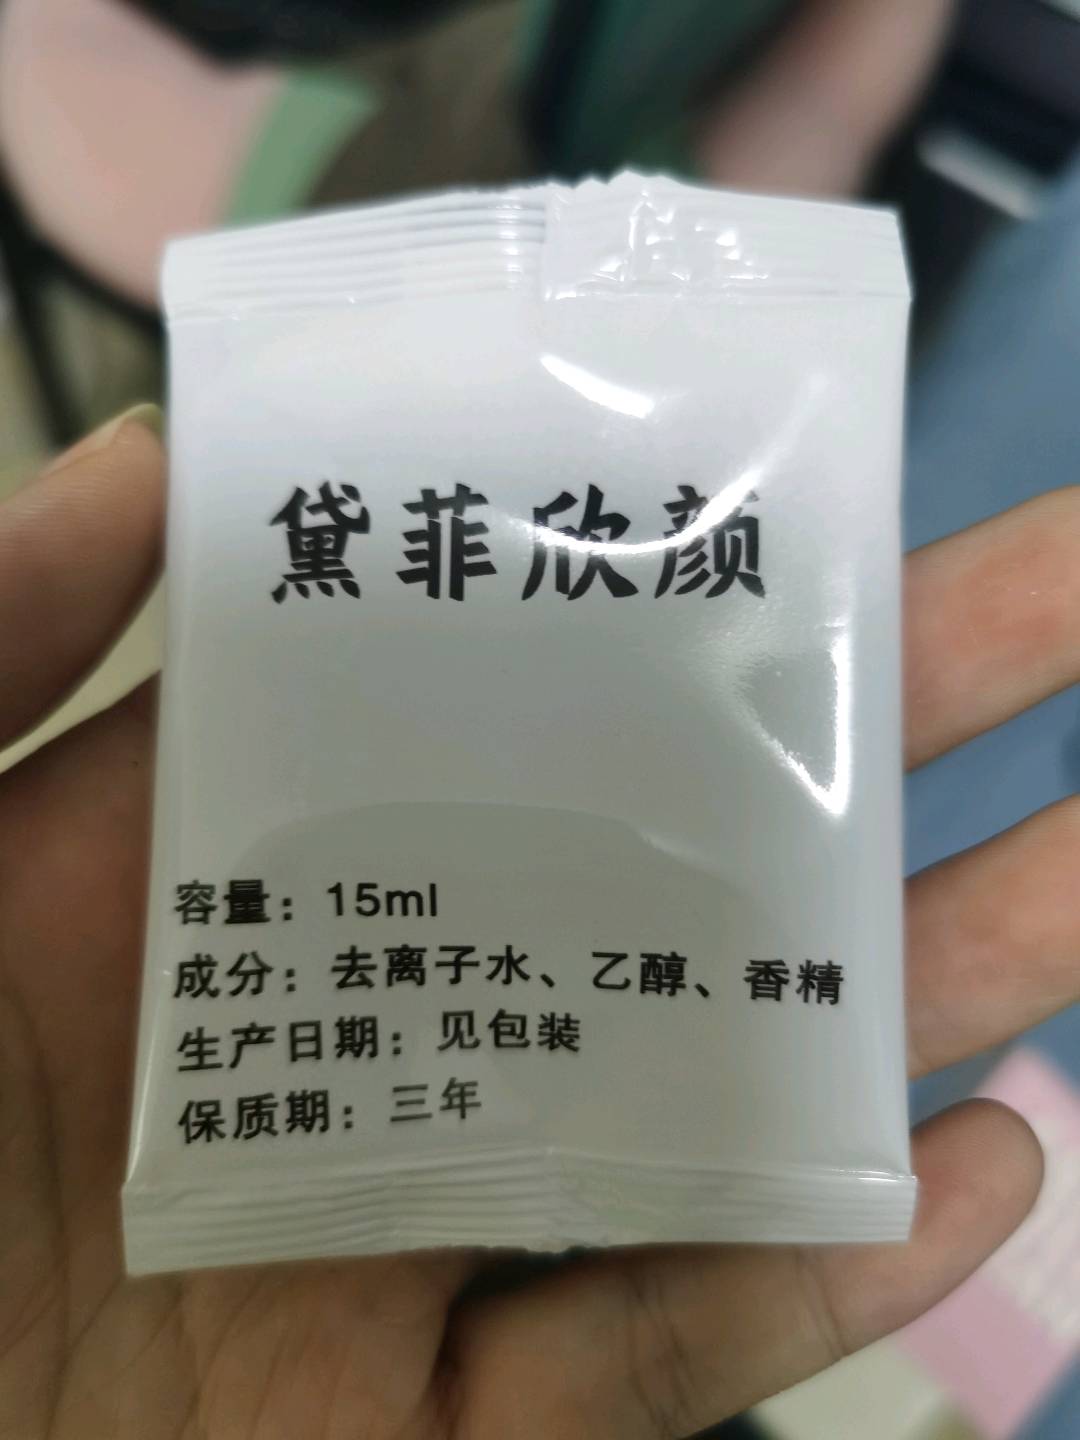 黛菲欣颜
容量：15ml
成分：去离子水、乙醇、香精
生产日期：见包装
保质期：三年